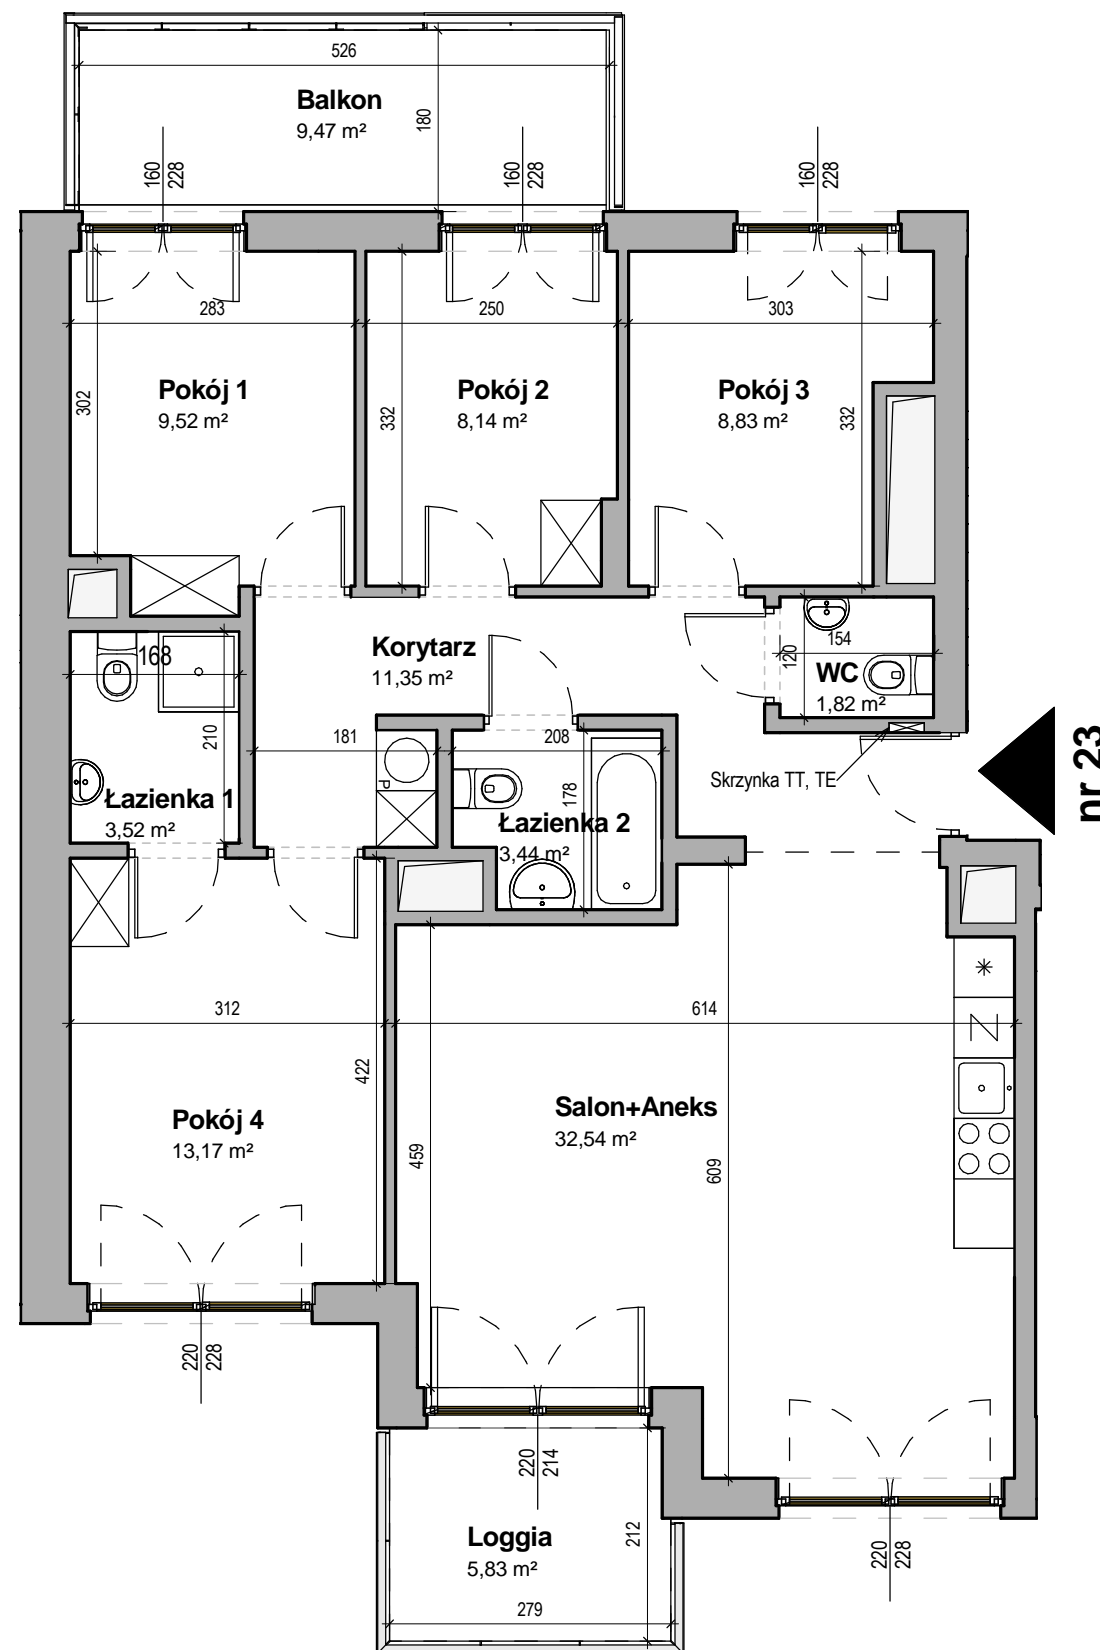 526
Balkon
9,47 m²
180
160
228
160
228
160
228
283
250
303
302
332
332
Pokój 1
9,52 m²
Pokój 2
8,14 m²
Pokój 3
8,83 m²
Korytarz
11,35 m²
168
210
154
120
WC
1,82 m²
181
208
178
P
Skrzynka TT, TE
nr 23
Łazienka 1
3,52 m²
Łazienka 2
3,44 m²
312
614
422
459
609
Pokój 4
13,17 m²
Salon+Aneks
32,54 m²
220
228
220
214
220
228
Loggia
5,83 m²
212
279